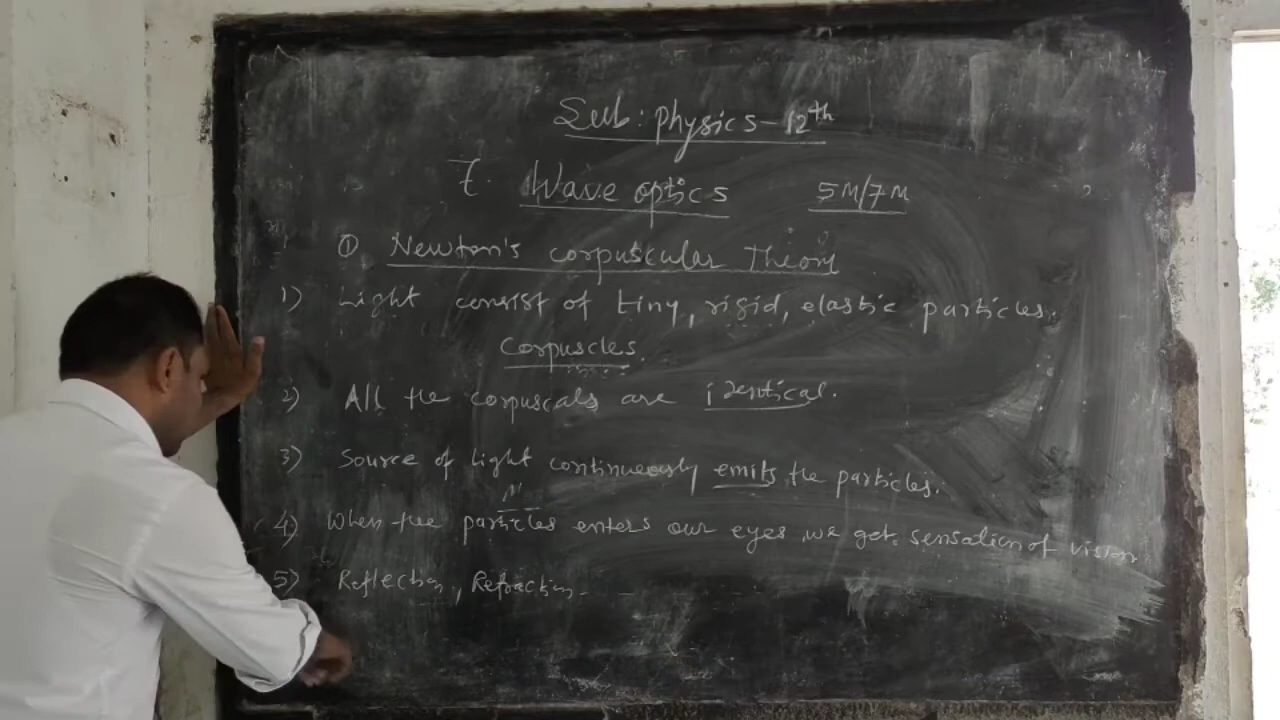 Sub: physics-12th
7. Wave optics 5M/7M
① Newton's corpuscular Theory
1) Light consist of tiny, rigid, elastic particles.
Corpuscles.
2) All the corpuscals are identical.
3) Source of light continueously emits the particles.
4) When the particles enters our eyes we get sensation of vision
5) Reflection, Refraction